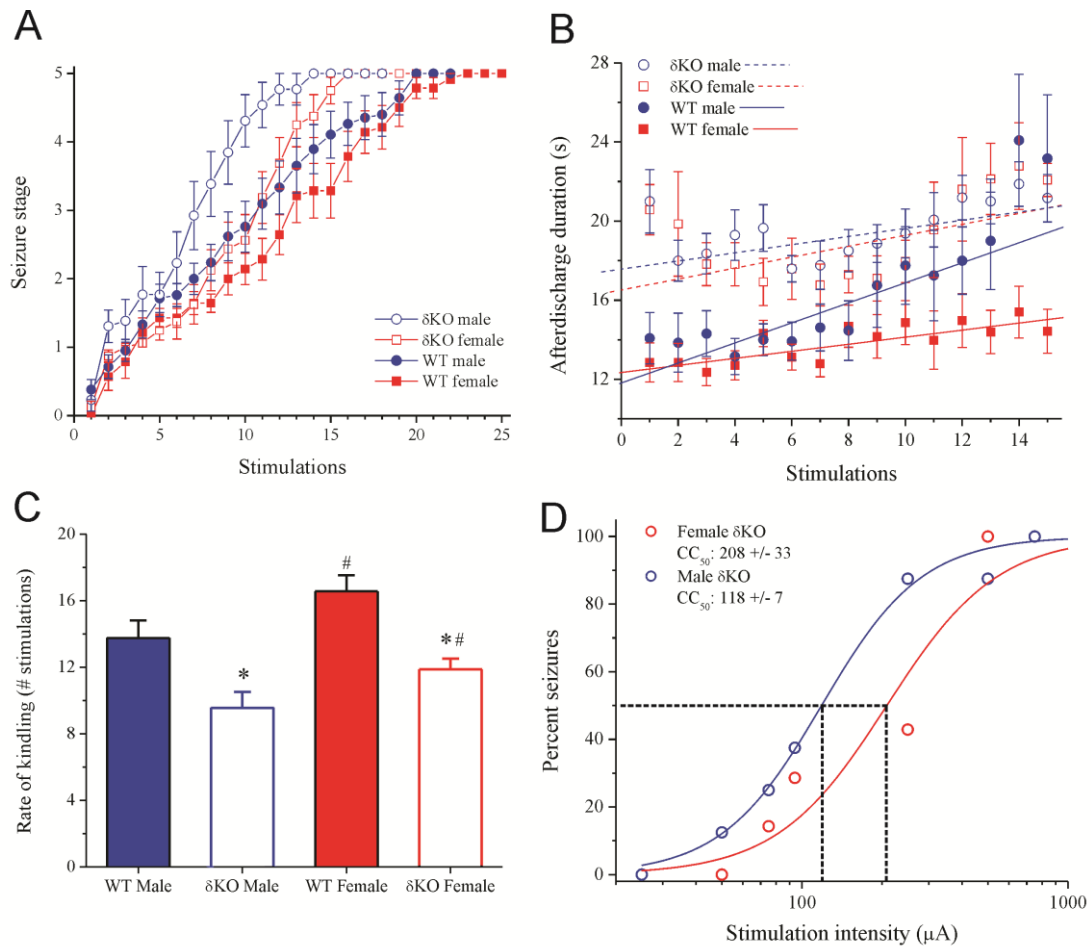 A
5
4
3
2
1
0
Seizure stage
0 5 10 15 20 25
Stimulations
δKO male
δKO female
WT male
WT female
B
28
24
20
16
12
Afterdischarge duration (s)
0 2 4 6 8 10 12 14
Stimulations
δKO male
δKO female
WT male
WT female
C
20
16
12
8
4
0
Rate of kindling (# stimulations)
* # *#
WT Male δKO Male WT Female δKO Female
D
100
80
60
40
20
0
Percent seizures
Female δKO
CC50: 208 +/- 33
Male δKO
CC50: 118 +/- 7
100 1000
Stimulation intensity (μA)